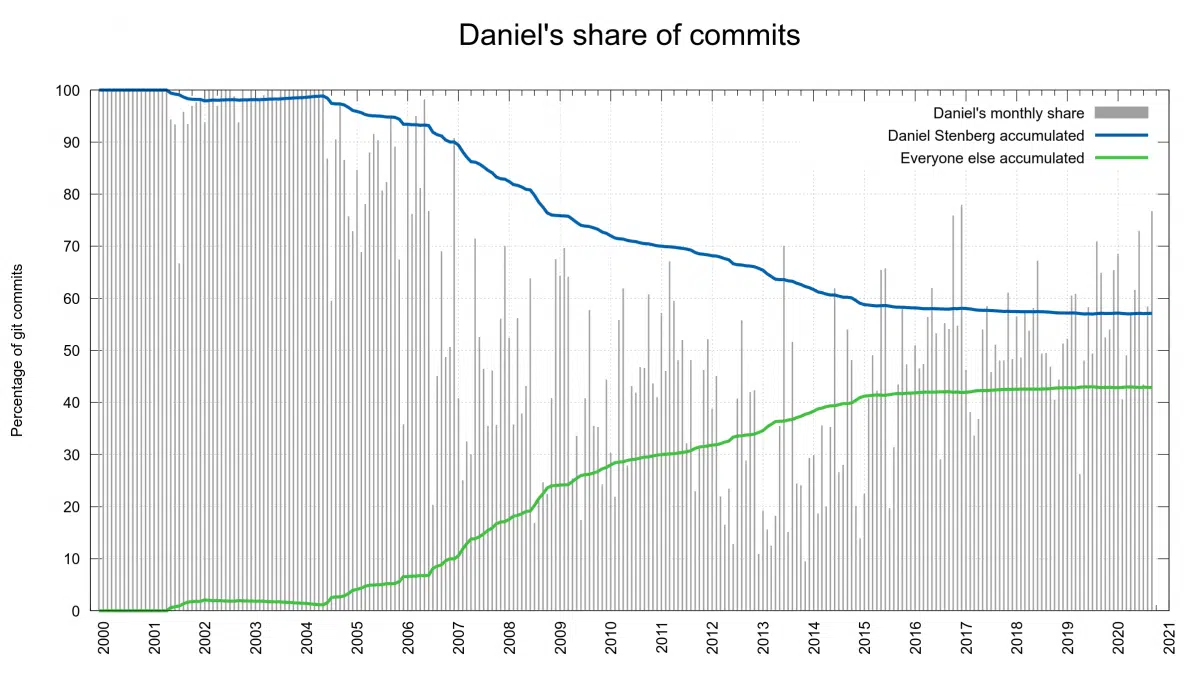 Daniel's share of commits
Daniel's monthly share
Daniel Stenberg accumulated
Everyone else accumulated
Percentage of git commits
100
90
80
70
60
50
40
30
20
10
0
2000 2001 2002 2003 2004 2005 2006 2007 2008 2009 2010 2011 2012 2013 2014 2015 2016 2017 2018 2019 2020 2021